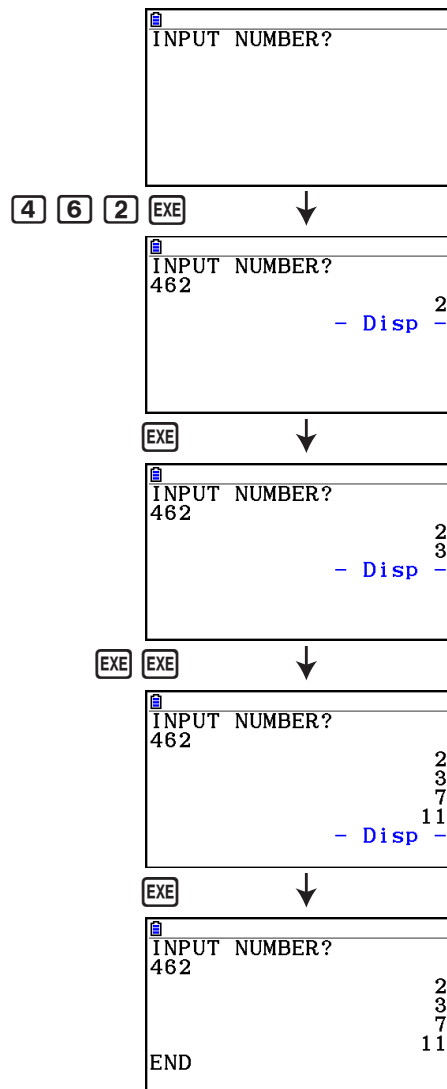 INPUT NUMBER?
4 6 2 EXE
INPUT NUMBER?
462
2
- Disp -
EXE
INPUT NUMBER?
462
2
3
- Disp -
EXE EXE
INPUT NUMBER?
462
2
3
7
11
- Disp -
EXE
INPUT NUMBER?
462
2
3
7
11
END